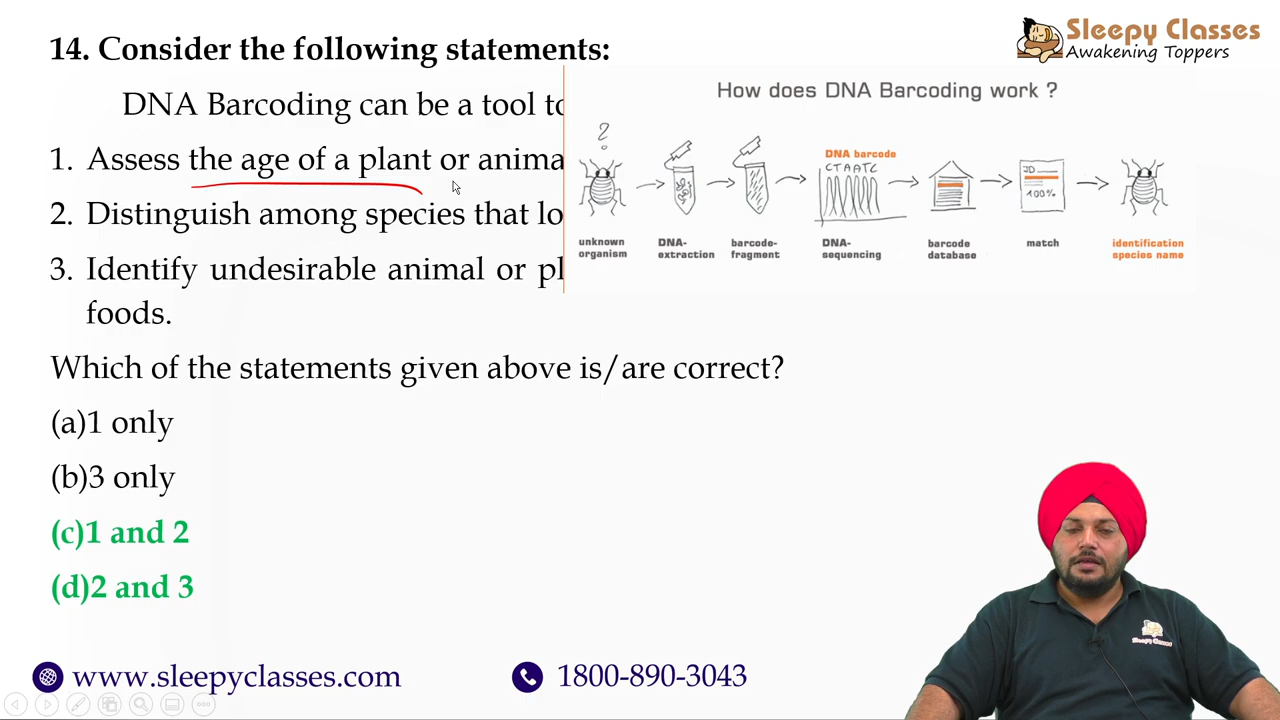 14. Consider the following statements:
Sleepy Classes
Awakening Toppers
DNA Barcoding can be a tool to
1. Assess the age of a plant or anima
2. Distinguish among species that lo
3. Identify undesirable animal or pl
foods.
How does DNA Barcoding work ?
?
DNA barcode
CTAATC
JD
100%
unknown organism
DNA-extraction
barcode-fragment
DNA-sequencing
barcode database
match
identification species name
Which of the statements given above is/are correct?
(a)1 only
(b)3 only
(c)1 and 2
(d)2 and 3
Sleepy Classes
www.sleepyclasses.com
1800-890-3043